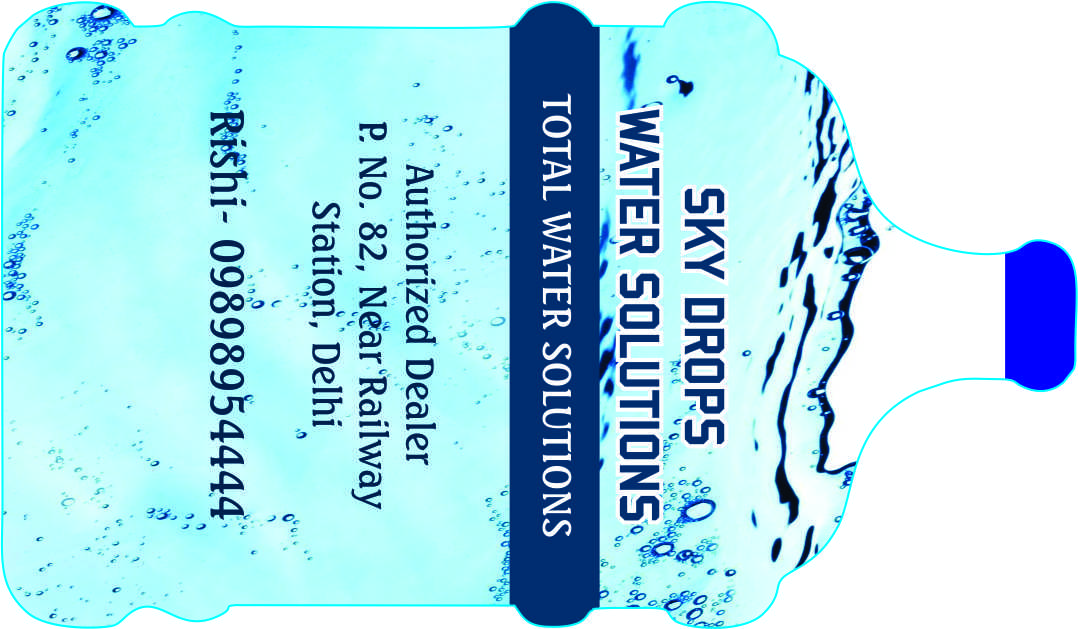 SKY DROPS
WATER SOLUTIONS
TOTAL WATER SOLUTIONS
Authorized Dealer
P. No. 82, Near Railway
Station, Delhi
Rishi- 09898954444